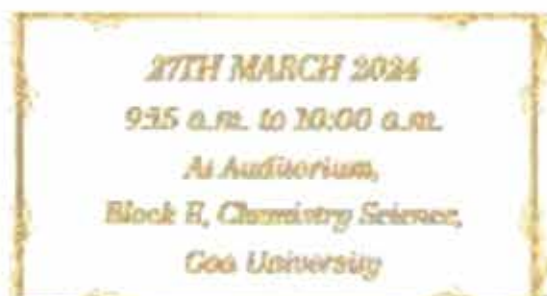 27TH MARCH 2024
9:15 a.m. to 10:00 a.m.
At Auditorium,
Block E, Chemistry Science,
Goa University